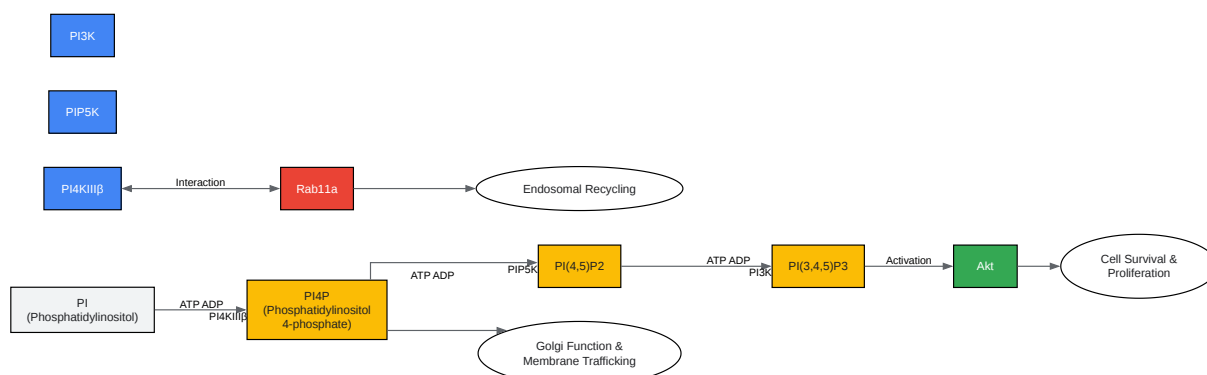 PI3K
PIP5K
PI4KIIIβ
Interaction
Rab11a
Endosomal Recycling
PI
(Phosphatidylinositol)
ATP ADP
PI4KIIIβ
PI4P
(Phosphatidylinositol
4-phosphate)
ATP ADP
PIP5K
PI(4,5)P2
ATP ADP
PI3K
PI(3,4,5)P3
Activation
Akt
Cell Survival &
Proliferation
Golgi Function &
Membrane Trafficking